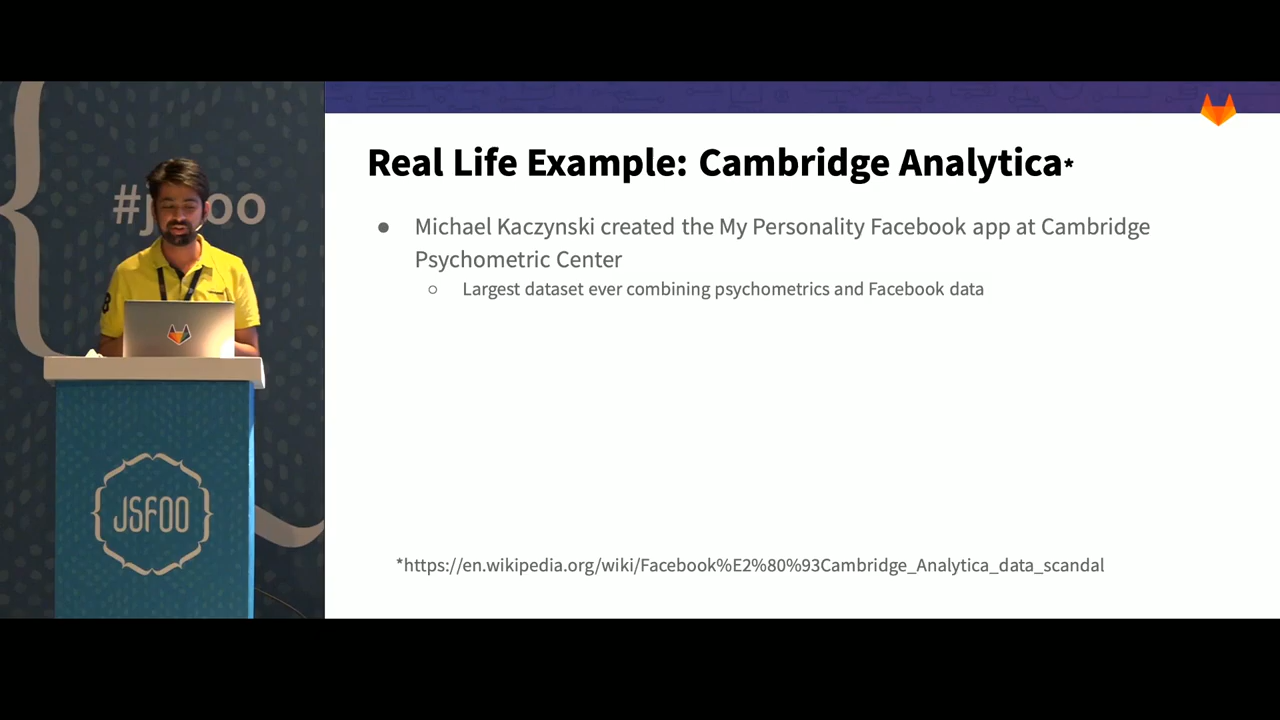 Real Life Example: Cambridge Analytica*
● Michael Kaczynski created the My Personality Facebook app at Cambridge
Psychometric Center
○ Largest dataset ever combining psychometrics and Facebook data
*https://en.wikipedia.org/wiki/Facebook%E2%80%93Cambridge_Analytica_data_scandal
JSFOO